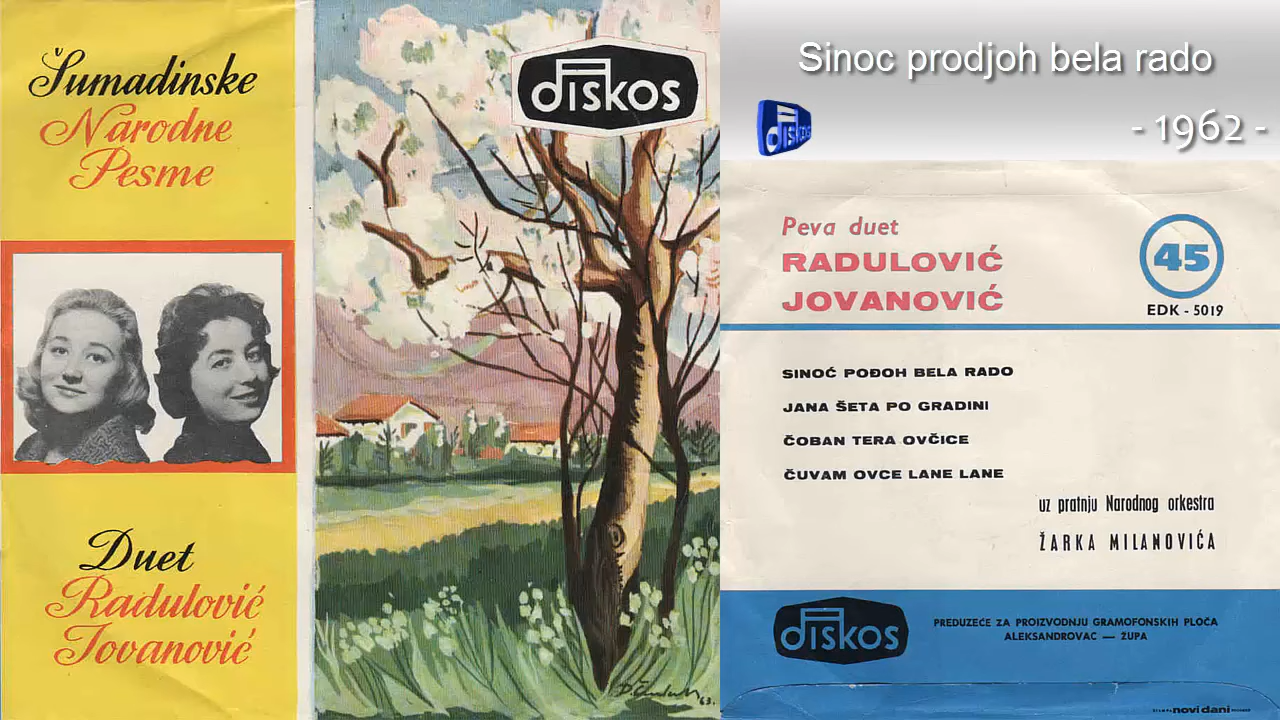 Šumadinske
Narodne
Pesme
Duet
Radulović
Jovanović
diskos
63.
Sinoc prodjoh bela rado
- 1962 -
Peva duet
RADULOVIĆ
JOVANOVIĆ
45
EDK - 5019
SINOĆ POĐOH BELA RADO
JANA ŠETA PO GRADINI
ČOBAN TERA OVČICE
ČUVAM OVCE LANE LANE
uz pratnju Narodnog orkestra
ŽARKA MILANOVIĆA
diskos
PREDUZEĆE ZA PROIZVODNJU GRAMOFONSKIH PLOČA
ALEKSANDROVAC — ŽUPA
novi dani